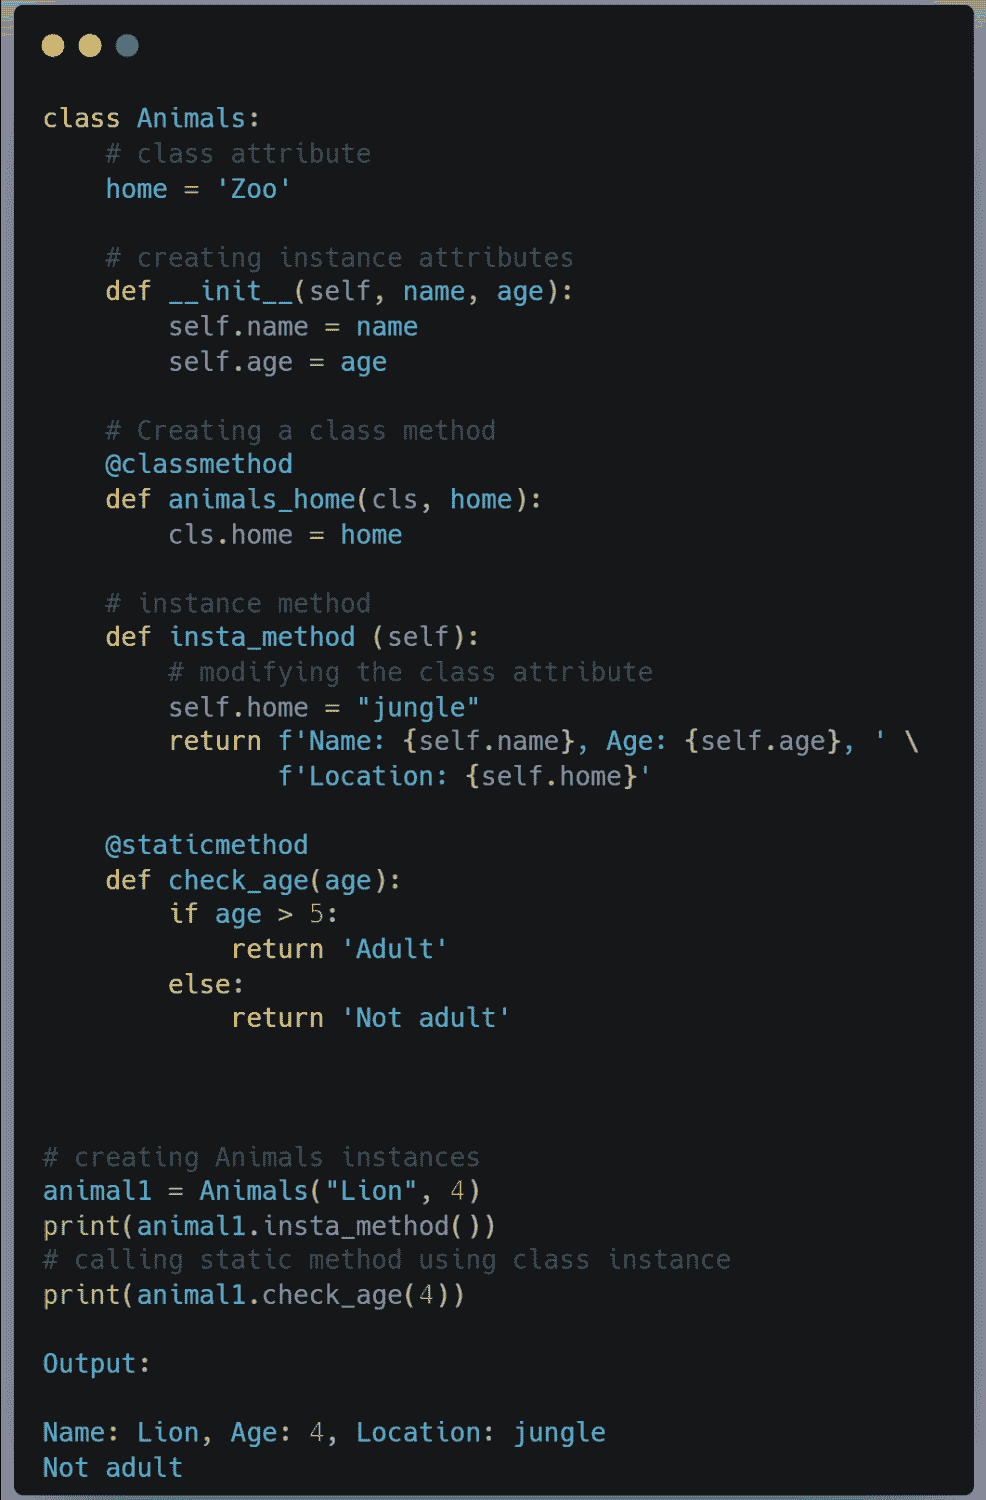 class Animals:
    # class attribute
    home = 'Zoo'

    # creating instance attributes
    def __init__(self, name, age):
        self.name = name
        self.age = age

    # Creating a class method
    @classmethod
    def animals_home(cls, home):
        cls.home = home

    # instance method
    def insta_method (self):
        # modifying the class attribute
        self.home = "jungle"
        return f'Name: {self.name}, Age: {self.age}, ' \
               f'Location: {self.home}'

    @staticmethod
    def check_age(age):
        if age > 5:
            return 'Adult'
        else:
            return 'Not adult'

# creating Animals instances
animal1 = Animals("Lion", 4)
print(animal1.insta_method())
# calling static method using class instance
print(animal1.check_age(4))

Output:

Name: Lion, Age: 4, Location: jungle
Not adult